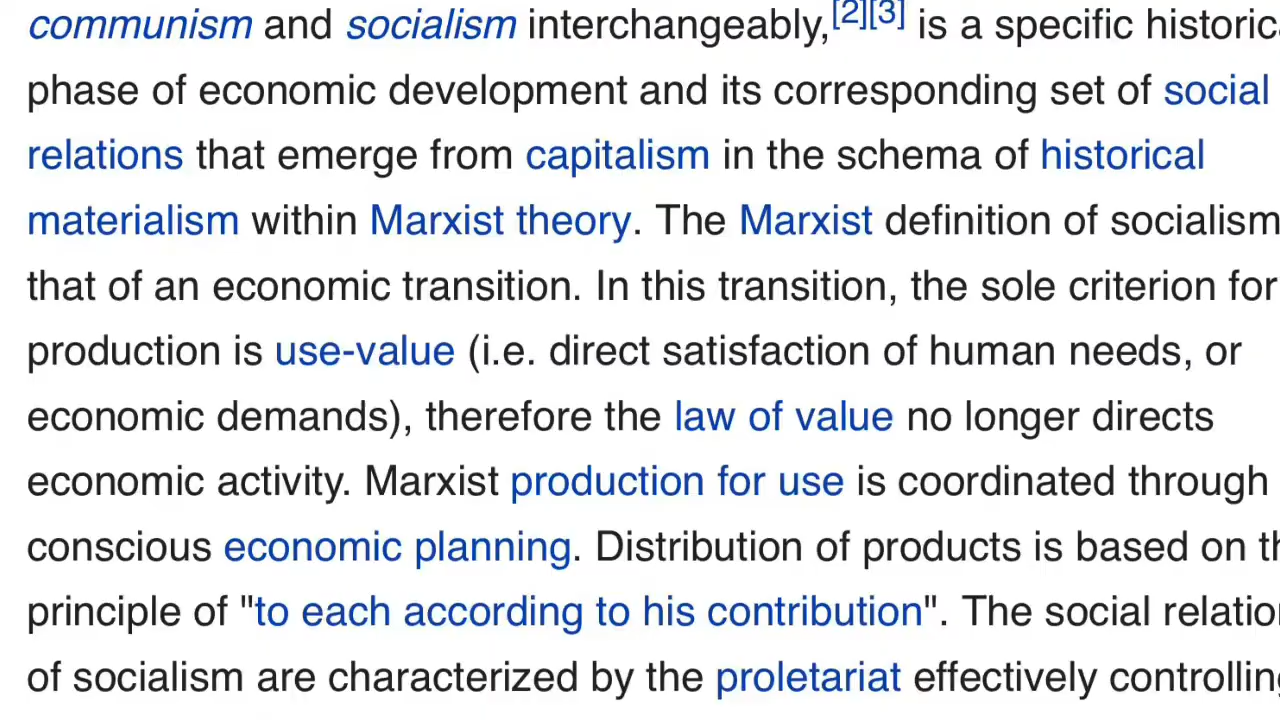 communism and socialism interchangeably,[2][3] is a specific historic
phase of economic development and its corresponding set of social
relations that emerge from capitalism in the schema of historical
materialism within Marxist theory. The Marxist definition of socialism
that of an economic transition. In this transition, the sole criterion for
production is use-value (i.e. direct satisfaction of human needs, or
economic demands), therefore the law of value no longer directs
economic activity. Marxist production for use is coordinated through
conscious economic planning. Distribution of products is based on th
principle of "to each according to his contribution". The social relation
of socialism are characterized by the proletariat effectively controlling